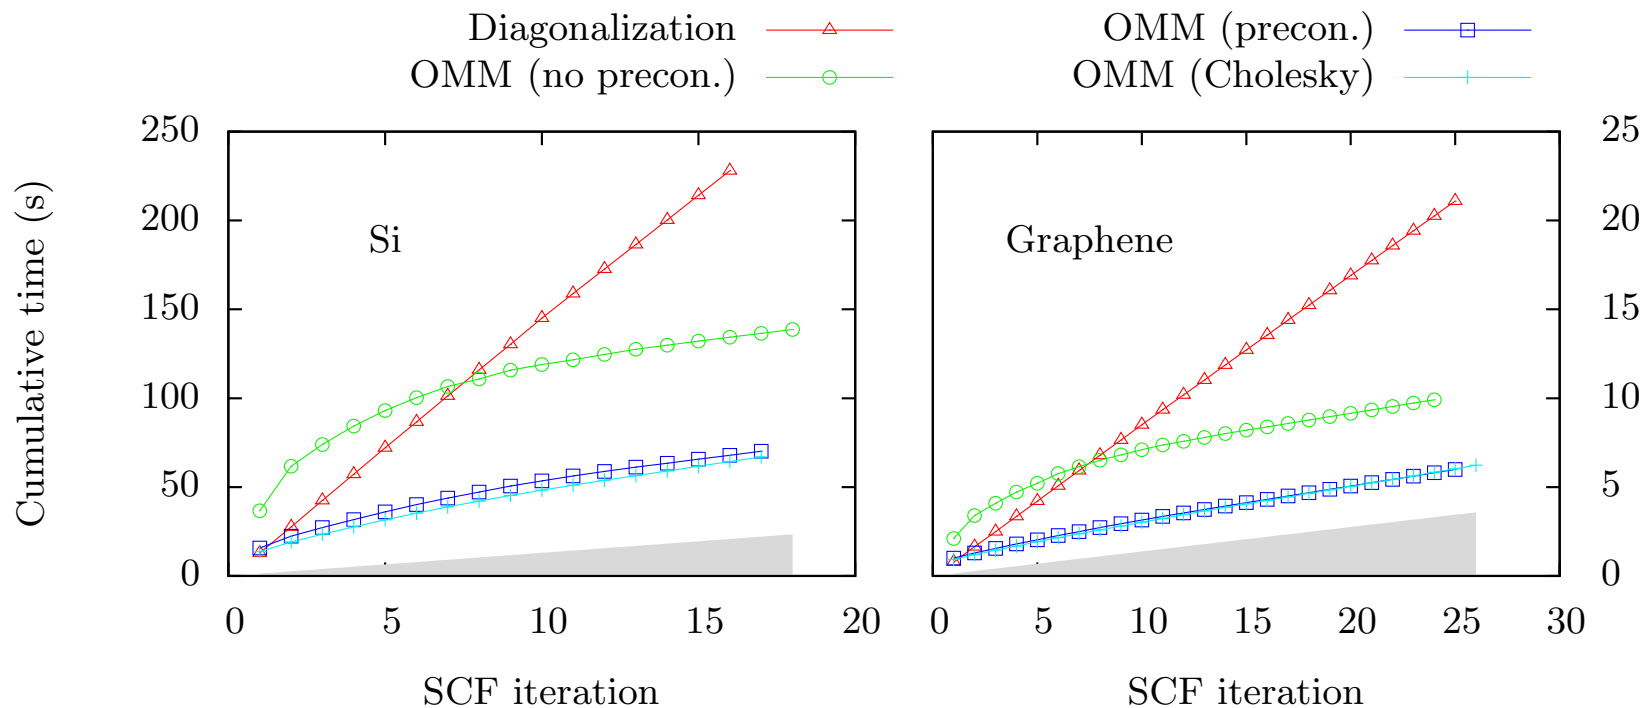 Diagonalization
OMM (no precon.)
OMM (precon.)
OMM (Cholesky)
Cumulative time (s)
250
200
150
100
50
0
Si
0 5 10 15 20
SCF iteration
Graphene
25
20
15
10
5
0
0 5 10 15 20 25 30
SCF iteration